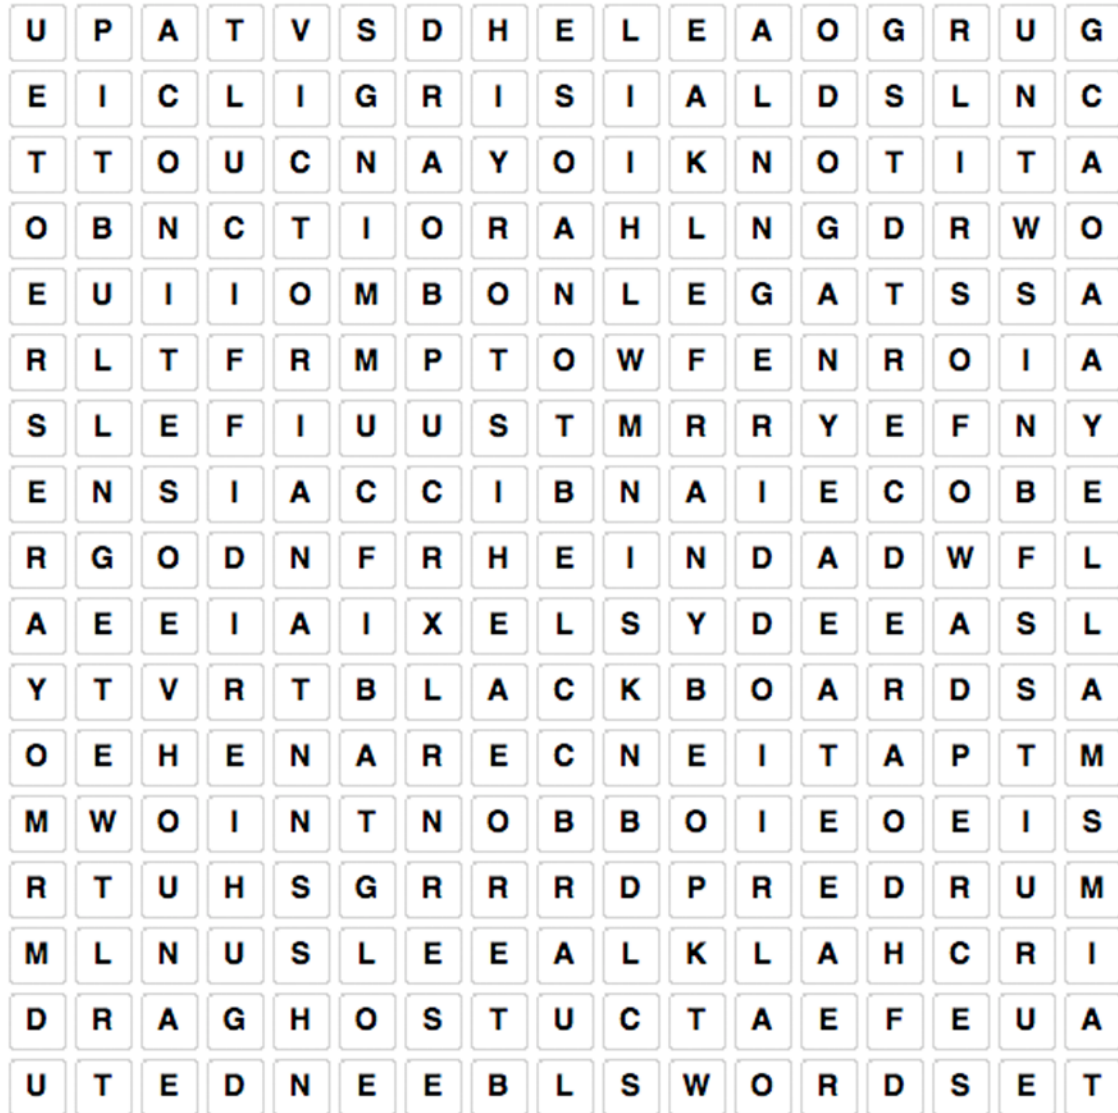 U P A T V S D H E L E A O G R U G
E I C L I G R I S I A L D S L N C
T T O U C N A Y O I K N O T I T A
O B N C T I O R A H L N G D R W O
E U I I O M B O N L E G A T S S A
R L T F R M P T O W F E N R O I A
S L E F I U U S T M R R Y E F N Y
E N S I A C C I B N A I E C O B E
R G O D N F R H E I N D A D W F L
A E E I A I X E L S Y D E E A S L
Y T V R T B L A C K B O A R D S A
O E H E N A R E C N E I T A P T M
M W O I N T N O B B O I E O E I S
R T U H S G R R R D P R E D R U M
M L N U S L E E A L K L A H C R I
D R A G H O S T U C T A E F E U A
U T E D N E E B L S W O R D S E T